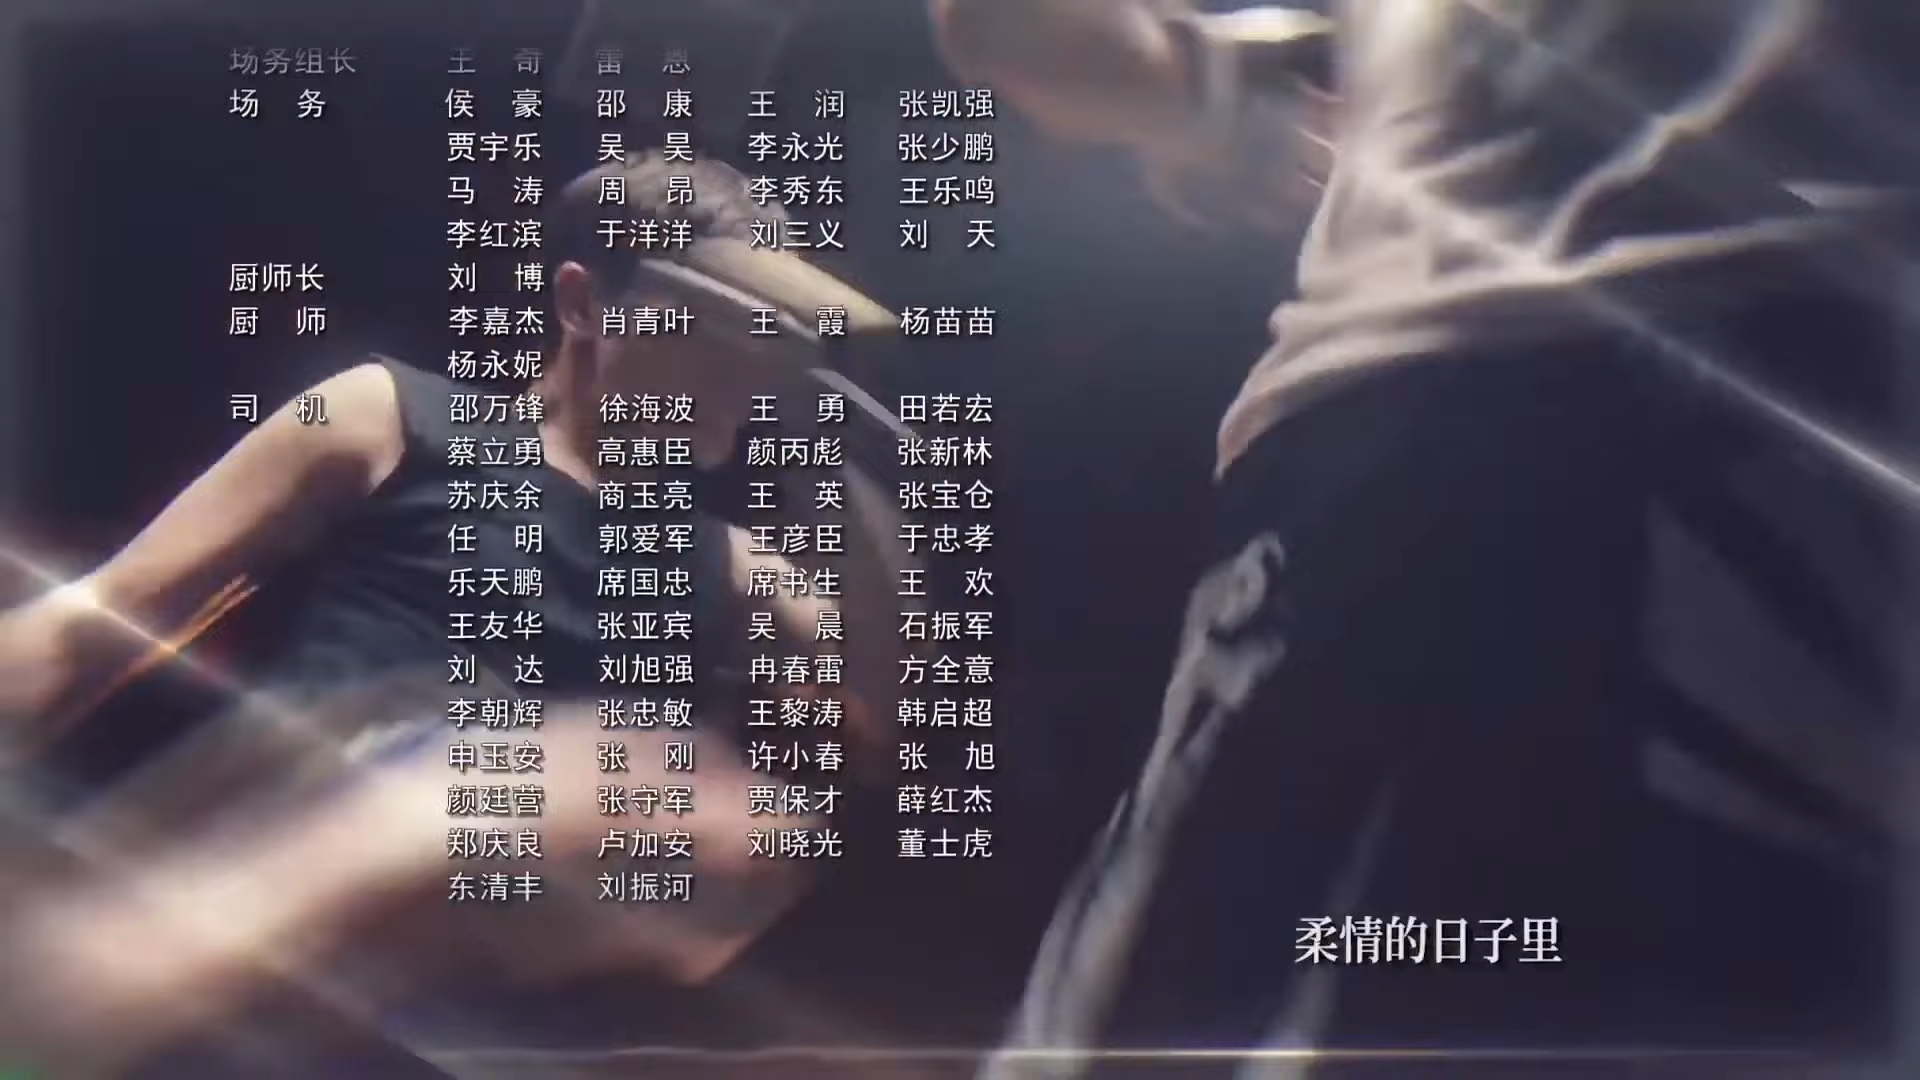 场务组长 王奇 雷恩
场务 侯豪 邵康 王润 张凯强
贾宇乐 吴昊 李永光 张少鹏
马涛 周昂 李秀东 王乐鸣
李红滨 于洋洋 刘三义 刘天
厨师长 刘博
厨师 李嘉杰 肖青叶 王霞 杨苗苗
杨永妮
司机 邵万锋 徐海波 王勇 田若宏
蔡立勇 高惠臣 颜丙彪 张新林
苏庆余 商玉亮 王英 张宝仓
任明 郭爱军 王彦臣 于忠孝
乐天鹏 席国忠 席书生 王欢
王友华 张亚宾 吴晨 石振军
刘达 刘旭强 冉春雷 方全意
李朝辉 张忠敏 王黎涛 韩启超
申玉安 张刚 许小春 张旭
颜廷营 张守军 贾保才 薛红杰
郑庆良 卢加安 刘晓光 董士虎
东清丰 刘振河
柔情的日子里